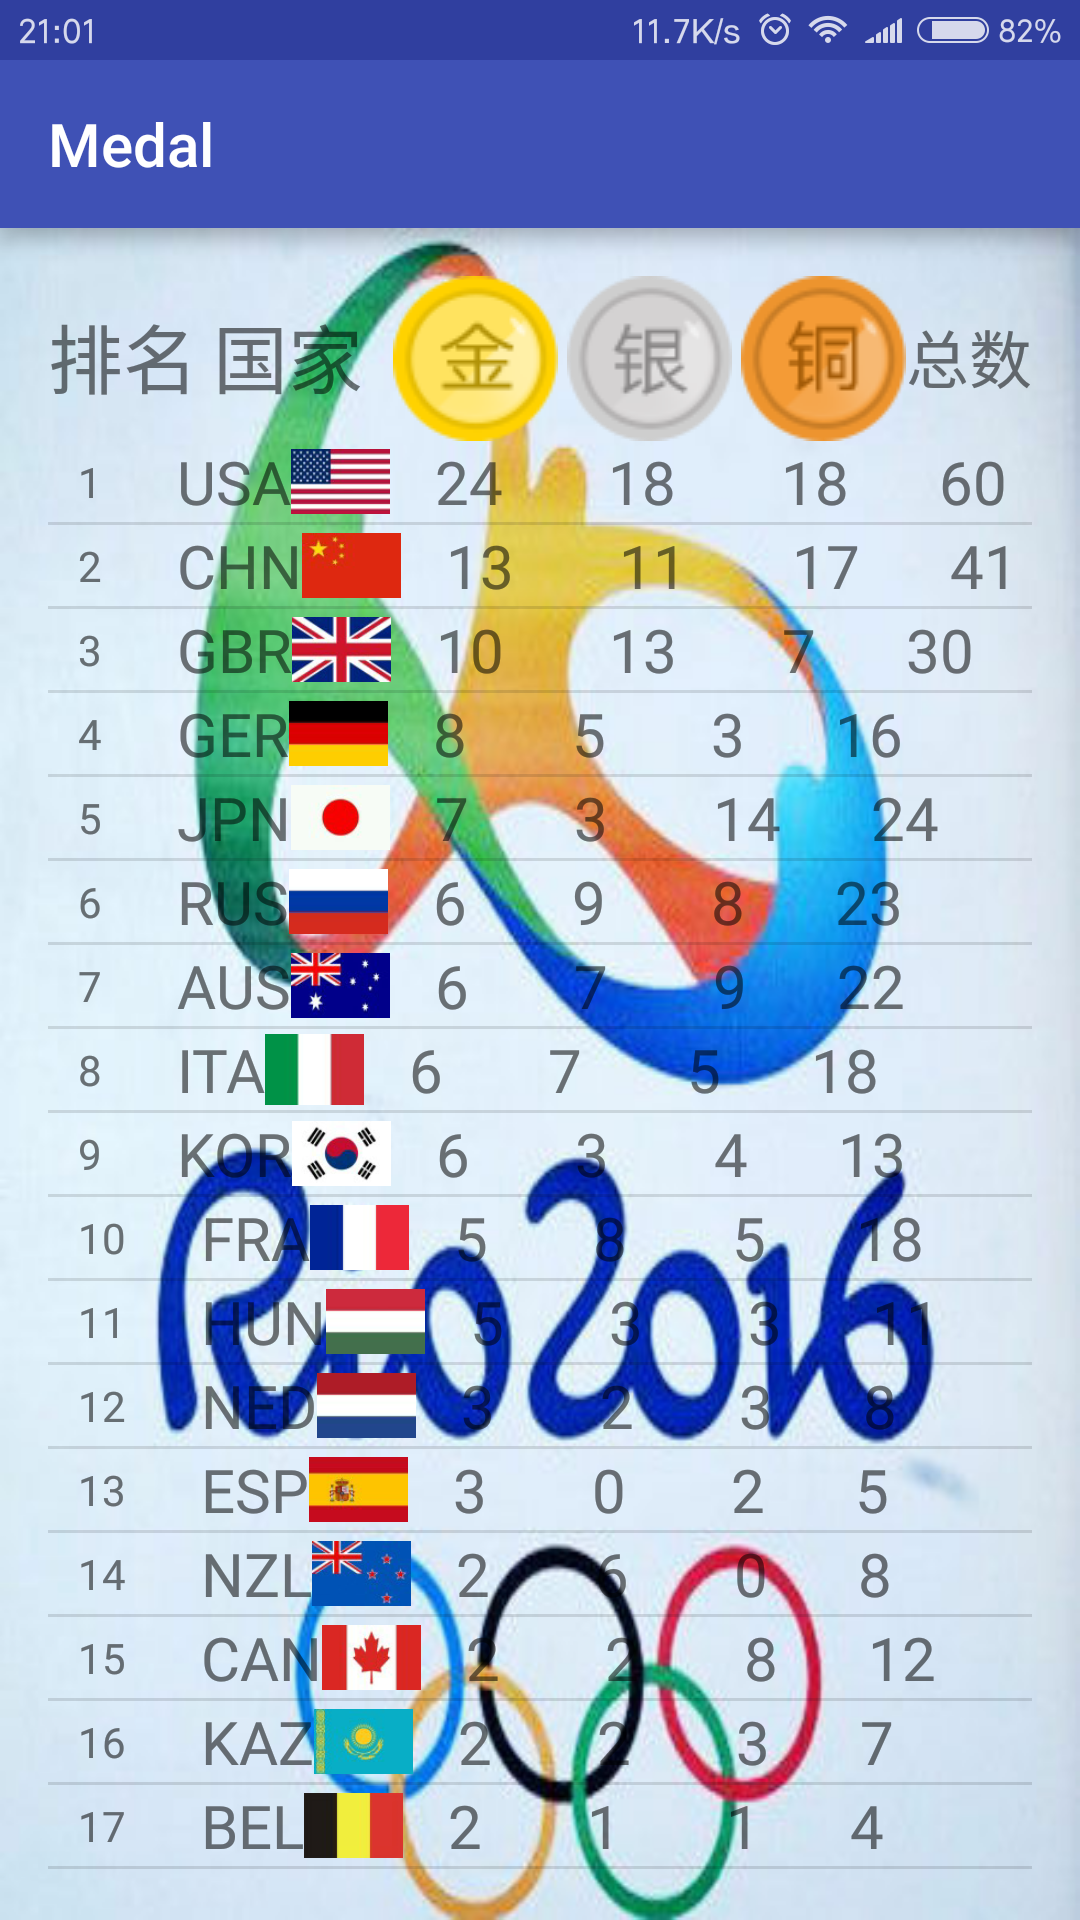 21:01 11.7K/s 82%
Medal
排名 国家 金 银 铜 总数
1 USA 24 18 18 60
2 CHN 13 11 17 41
3 GBR 10 13 7 30
4 GER 8 5 3 16
5 JPN 7 3 14 24
6 RUS 6 9 8 23
7 AUS 6 7 9 22
8 ITA 6 7 5 18
9 KOR 6 3 4 13
10 FRA 5 8 5 18
11 HUN 5 3 3 11
12 NED 3 2 3 8
13 ESP 3 0 2 5
14 NZL 2 6 0 8
15 CAN 2 2 8 12
16 KAZ 2 2 3 7
17 BEL 2 1 1 4
Rio2016